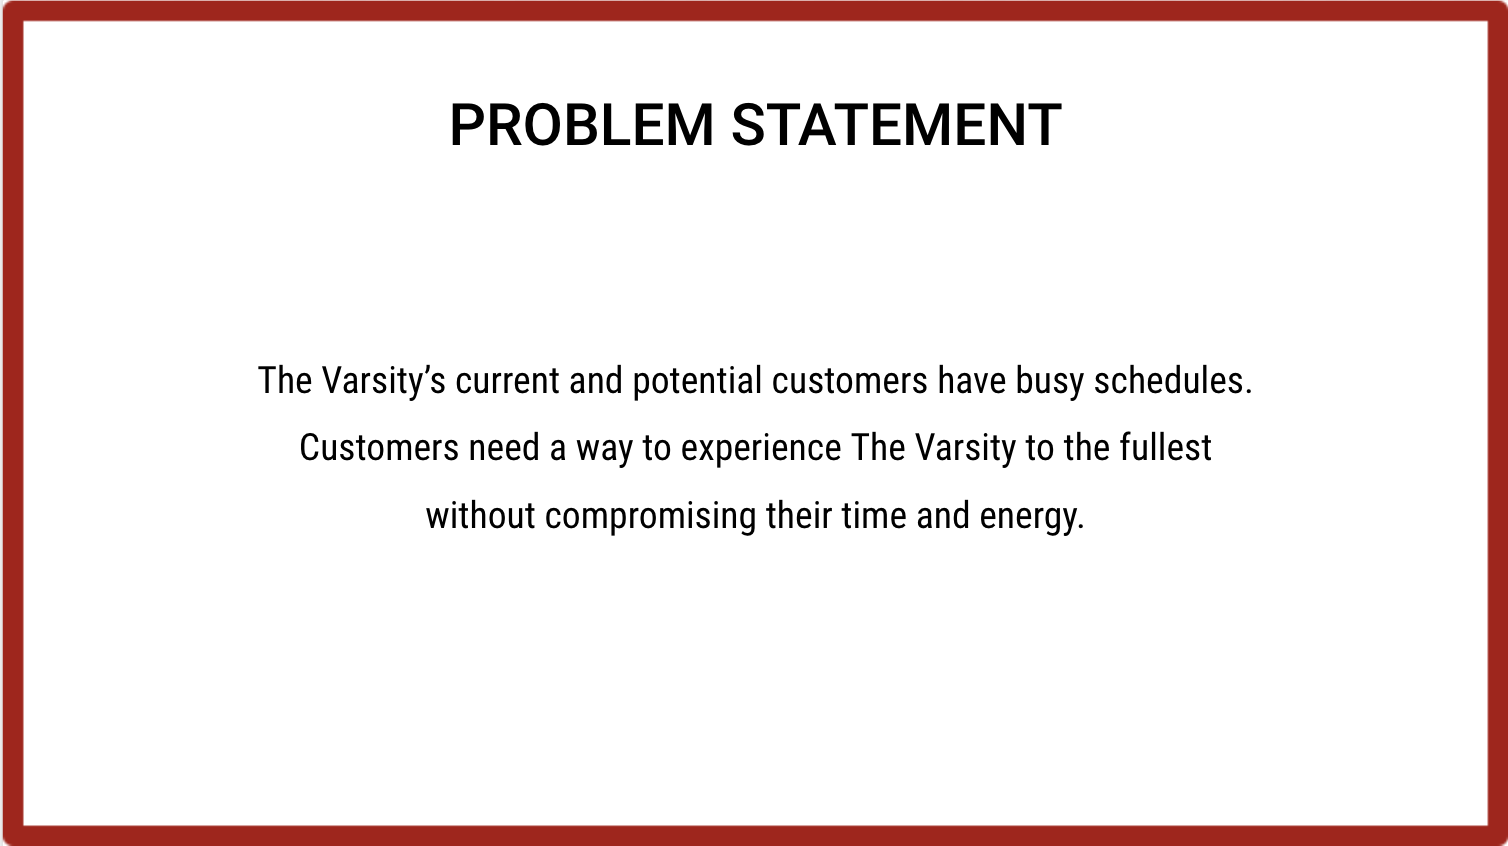 PROBLEM STATEMENT
The Varsity’s current and potential customers have busy schedules.
Customers need a way to experience The Varsity to the fullest
without compromising their time and energy.